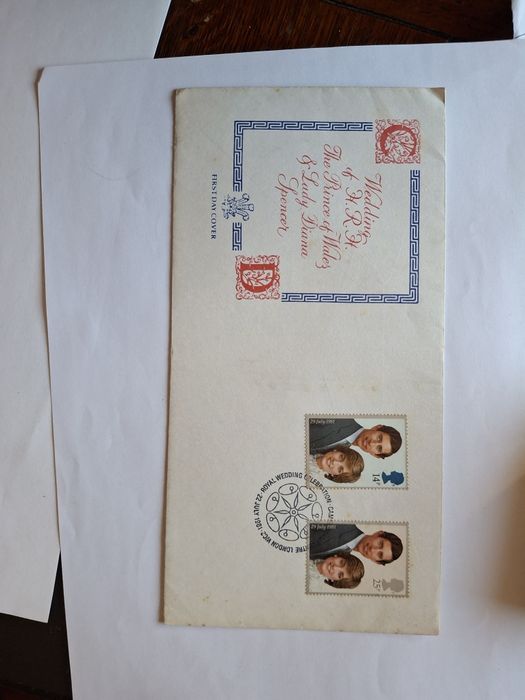 C
Wedding
of H.R.H.
The Prince of Wales
& Lady Diana
Spencer
D
FIRST DAY COVER
29 July 1981
14P
29 July 1981
25P
ROYAL WEDDING CELEBRATION
LONDON WC2
22 JULY 1981